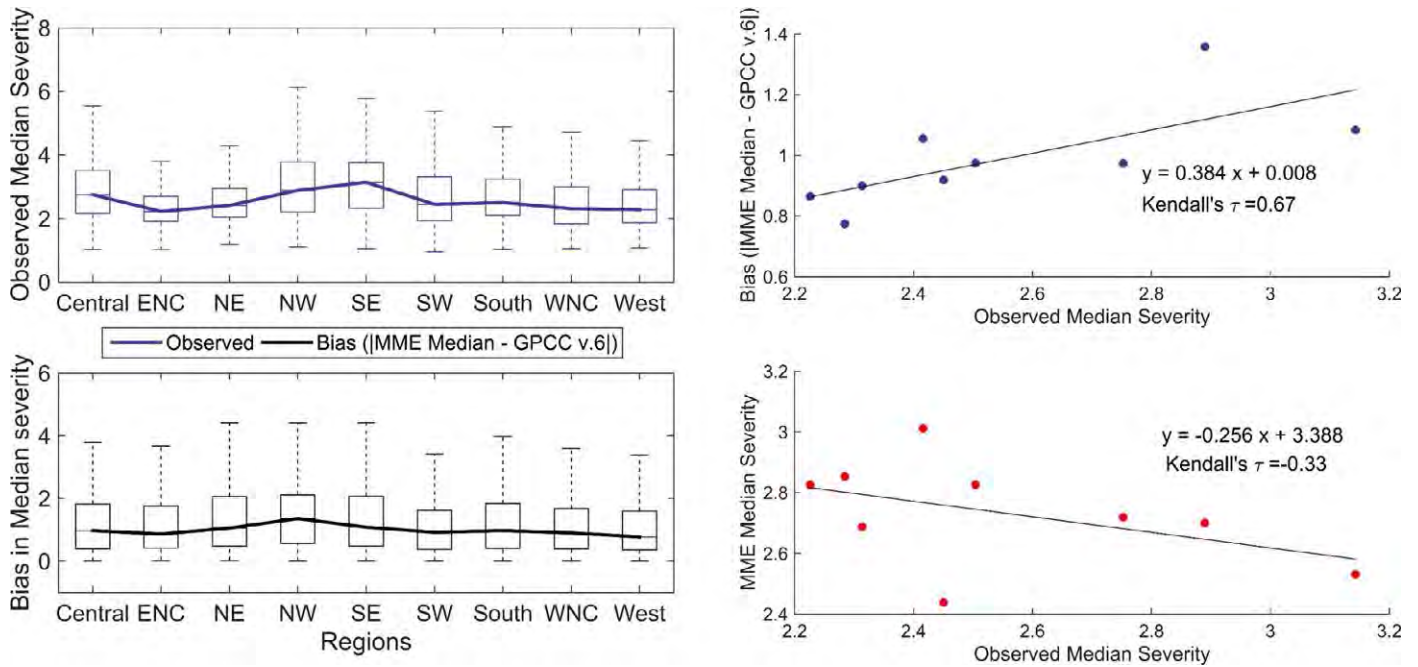 Observed Median Severity
8
6
4
2
0
Central ENC NE NW SE SW South WNC West
Observed Bias (|MME Median - GPCC v.6|)
Bias in Median severity
6
4
2
0
Central ENC NE NW SE SW South WNC West
Regions
Bias (|MME Median - GPCC v.6|)
1.4
1.2
1
0.8
0.6
y = 0.384 x + 0.008
Kendall's τ =0.67
2.2 2.4 2.6 2.8 3 3.2
Observed Median Severity
MME Median Severity
3.2
3
2.8
2.6
2.4
y = -0.256 x + 3.388
Kendall's τ =-0.33
2.2 2.4 2.6 2.8 3 3.2
Observed Median Severity